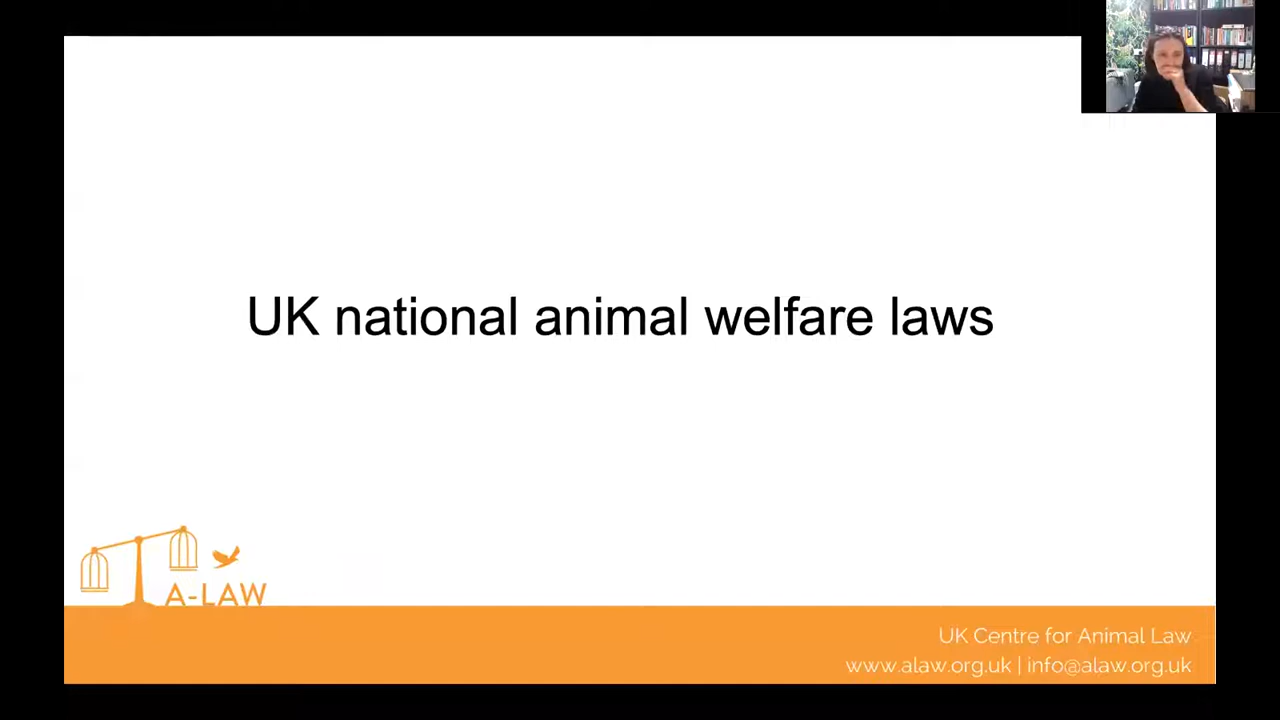 UK national animal welfare laws
A-LAW
UK Centre for Animal Law
www.alaw.org.uk | info@alaw.org.uk